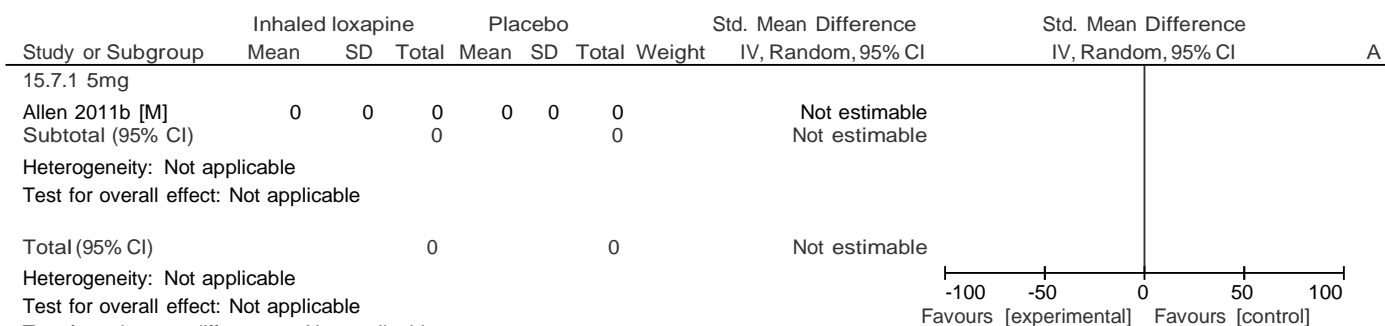 Inhaled loxapine Placebo Std. Mean Difference Std. Mean Difference
Study or Subgroup Mean SD Total Mean SD Total Weight IV, Random, 95% CI IV, Random, 95% CI A
15.7.1 5mg
Allen 2011b [M] 0 0 0 0 0 0 Not estimable
Subtotal (95% CI) 0 0 Not estimable
Heterogeneity: Not applicable
Test for overall effect: Not applicable
Total (95% CI) 0 0 Not estimable
Heterogeneity: Not applicable
Test for overall effect: Not applicable
-100 -50 0 50 100
Favours [experimental] Favours [control]